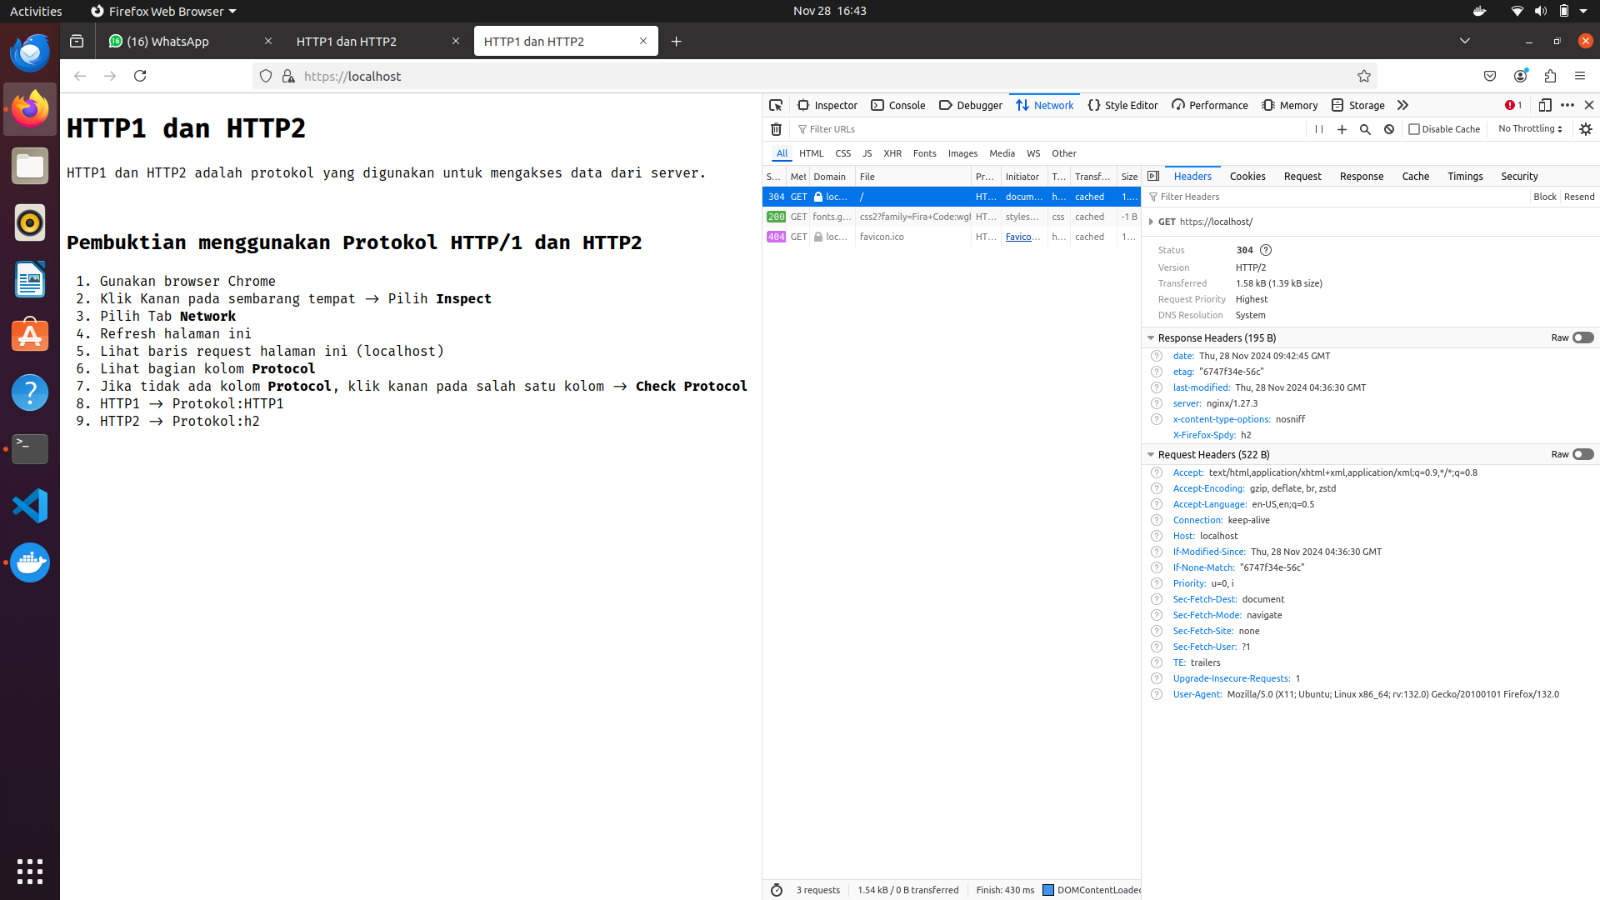 Activities
Firefox Web Browser
Nov 28 16:43
(16) WhatsApp
HTTP1 dan HTTP2
HTTP1 dan HTTP2
https://localhost
HTTP1 dan HTTP2
HTTP1 dan HTTP2 adalah protokol yang digunakan untuk mengakses data dari server.
Pembuktian menggunakan Protokol HTTP/1 dan HTTP2
1. Gunakan browser Chrome
2. Klik Kanan pada sembarang tempat → Pilih Inspect
3. Pilih Tab Network
4. Refresh halaman ini
5. Lihat baris request halaman ini (localhost)
6. Lihat bagian kolom Protocol
7. Jika tidak ada kolom Protocol, klik kanan pada salah satu kolom → Check Protocol
8. HTTP1 → Protokol:HTTP1
9. HTTP2 → Protokol:h2
Inspector Console Debugger Network Style Editor Performance Memory Storage 1
Filter URLs
Disable Cache No Throttling
All HTML CSS JS XHR Fonts Images Media WS Other
S... Met Domain File Pr... Initiator T... Transf... Size
304 GET loc... / HT... docum... h... cached 1....
200 GET fonts.g... css2?family=Fira+Code:wgh HT... styles... css cached -1 B
404 GET loc... favicon.ico HT... Favico... h... cached 1...
3 requests 1.54 kB / 0 B transferred Finish: 430 ms DOMContentLoaded
Headers Cookies Request Response Cache Timings Security
Filter Headers Block Resend
GET https://localhost/
Status 304
Version HTTP/2
Transferred 1.58 kB (1.39 kB size)
Request Priority Highest
DNS Resolution System
Response Headers (195 B) Raw
date: Thu, 28 Nov 2024 09:42:45 GMT
etag: "6747f34e-56c"
last-modified: Thu, 28 Nov 2024 04:36:30 GMT
server: nginx/1.27.3
x-content-type-options: nosniff
X-Firefox-Spdy: h2
Request Headers (522 B) Raw
Accept: text/html,application/xhtml+xml,application/xml;q=0.9,*/*;q=0.8
Accept-Encoding: gzip, deflate, br, zstd
Accept-Language: en-US,en;q=0.5
Connection: keep-alive
Host: localhost
If-Modified-Since: Thu, 28 Nov 2024 04:36:30 GMT
If-None-Match: "6747f34e-56c"
Priority: u=0, i
Sec-Fetch-Dest: document
Sec-Fetch-Mode: navigate
Sec-Fetch-Site: none
Sec-Fetch-User: ?1
TE: trailers
Upgrade-Insecure-Requests: 1
User-Agent: Mozilla/5.0 (X11; Ubuntu; Linux x86_64; rv:132.0) Gecko/20100101 Firefox/132.0